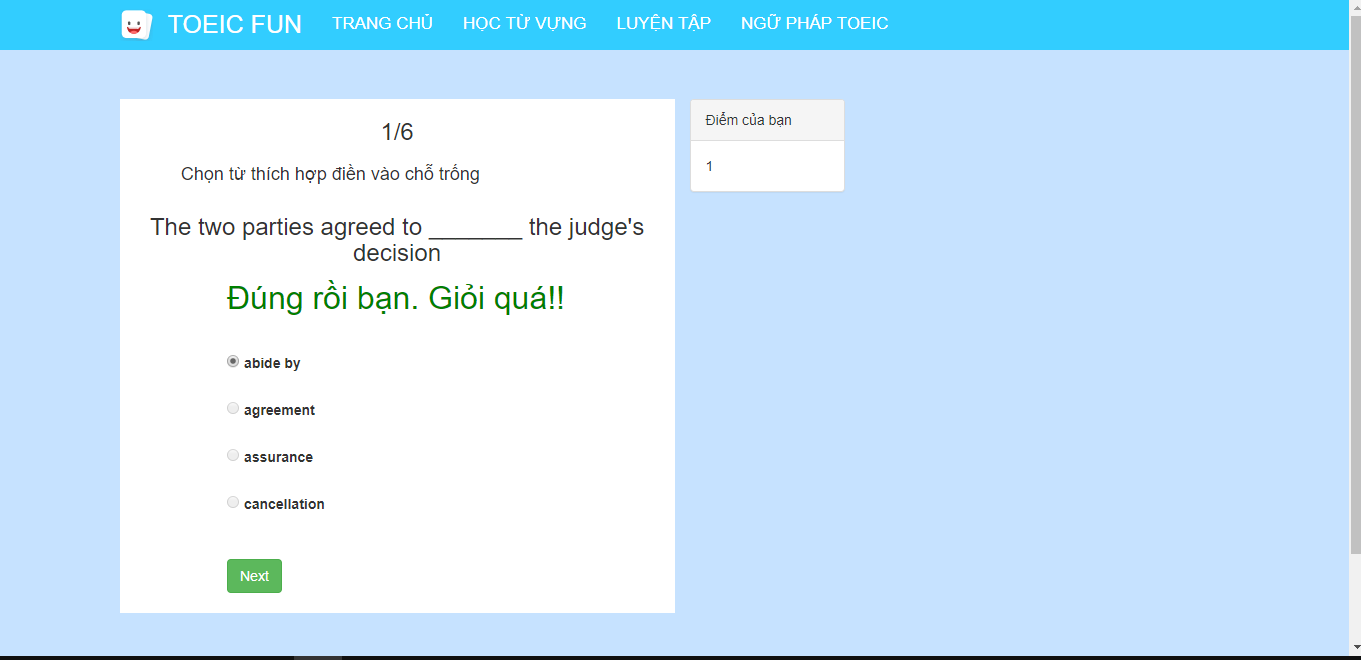 TOEIC FUN TRANG CHỦ HỌC TỪ VỰNG LUYỆN TẬP NGỮ PHÁP TOEIC
1/6
Chọn từ thích hợp điền vào chỗ trống
The two parties agreed to _______ the judge's
decision
Đúng rồi bạn. Giỏi quá!!
abide by
agreement
assurance
cancellation
Next
Điểm của bạn
1